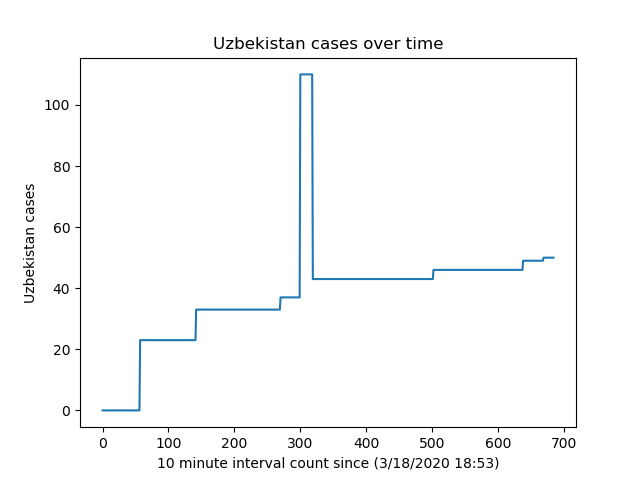 Uzbekistan cases over time
Uzbekistan cases
100
80
60
40
20
0
0 100 200 300 400 500 600 700
10 minute interval count since (3/18/2020 18:53)